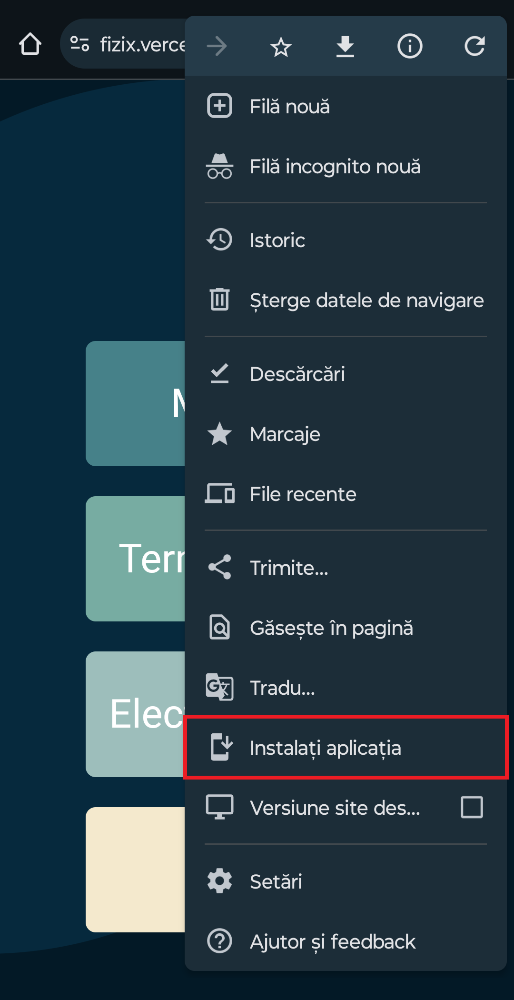 fizix.verce
Filă nouă
Filă incognito nouă
Istoric
Șterge datele de navigare
Descărcări
Marcaje
File recente
Trimite...
Găsește în pagină
Tradu...
Instalați aplicația
Versiune site des...
Setări
Ajutor și feedback
M
Ter
Elec